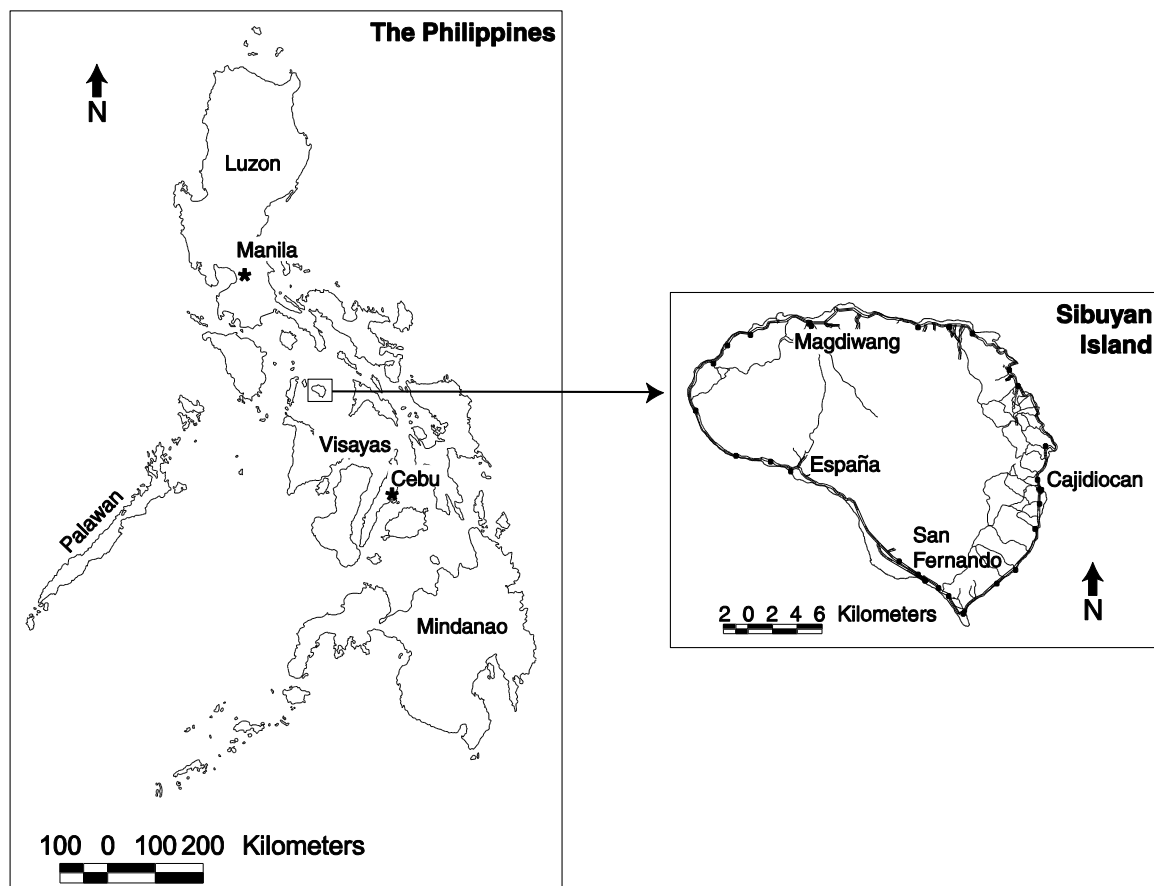 The Philippines
N
Luzon
Manila
*
Visayas
Cebu
*
Palawan
Mindanao
100 0 100 200 Kilometers
Sibuyan
Island
Magdiwang
España
Cajidiocan
San
Fernando
N
2 0 2 4 6 Kilometers